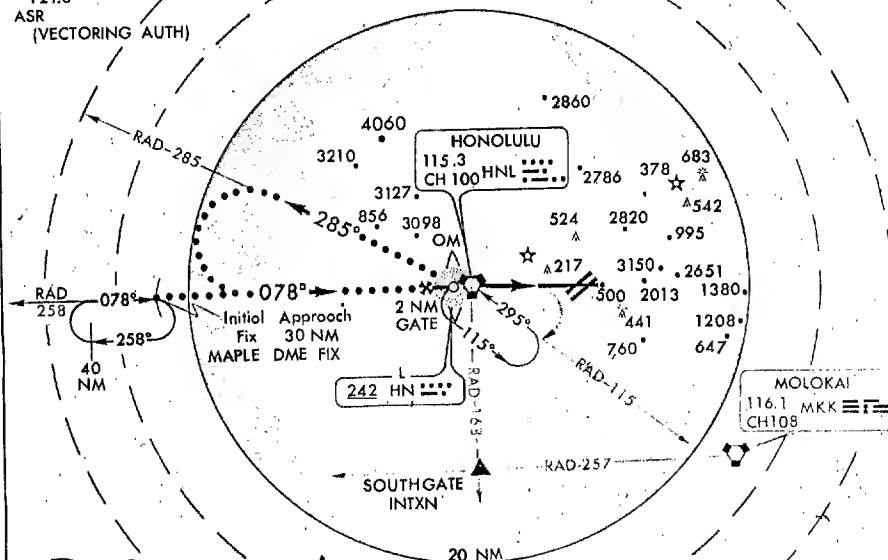 ASR
(VECTORING AUTH)
2860
4060
RAD-285
3210
HONOLULU
115.3
CH 100 HNL
2786
378
683
3127
542
285°
856
3098
524
2820
995
OM
217
3150
2651
RAD
258
078°
078°
2 NM
GATE
500
2013
1380
Initial Approach
Fix 30 NM
MAPLE DME FIX
258°
295°
115°
441
1208
760
647
40
NM
L
242 HN
RAD-163
RAD-115
MOLOKAI
116.1 MKK
CH108
SOUTHGATE
INTXN
RAD-257
20 NM